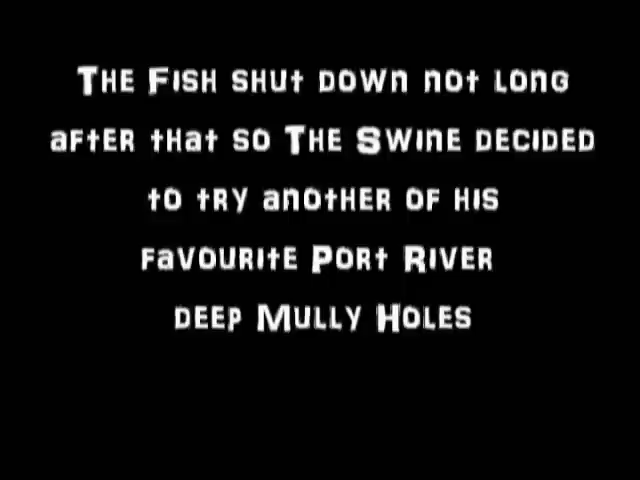 The Fish shut down not long
after that so The Swine decided
to try another of his
favourite Port River
deep Mully Holes